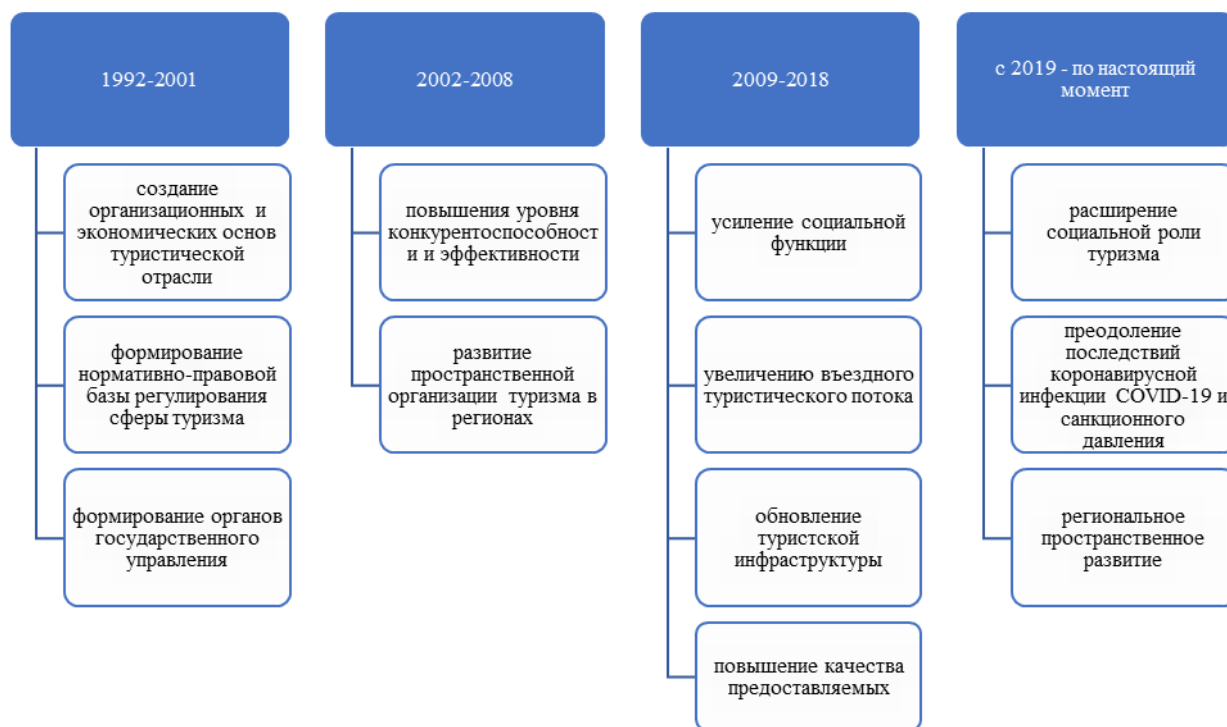 1992-2001
создание
организационных и
экономических основ
туристической
отрасли
формирование
нормативно-правовой
базы регулирования
сферы туризма
формирование органов
государственного
управления
2002-2008
повышения уровня
конкурентоспособност
и и эффективности
развитие
пространственной
организации туризма в
регионах
2009-2018
усиление социальной
функции
увеличению въездного
туристического потока
обновление
туристской
инфраструктуры
повышение качества
предоставляемых
с 2019 - по настоящий
момент
расширение
социальной роли
туризма
преодоление
последствий
коронавирусной
инфекции COVID-19 и
санкционного
давления
региональное
пространственное
развитие